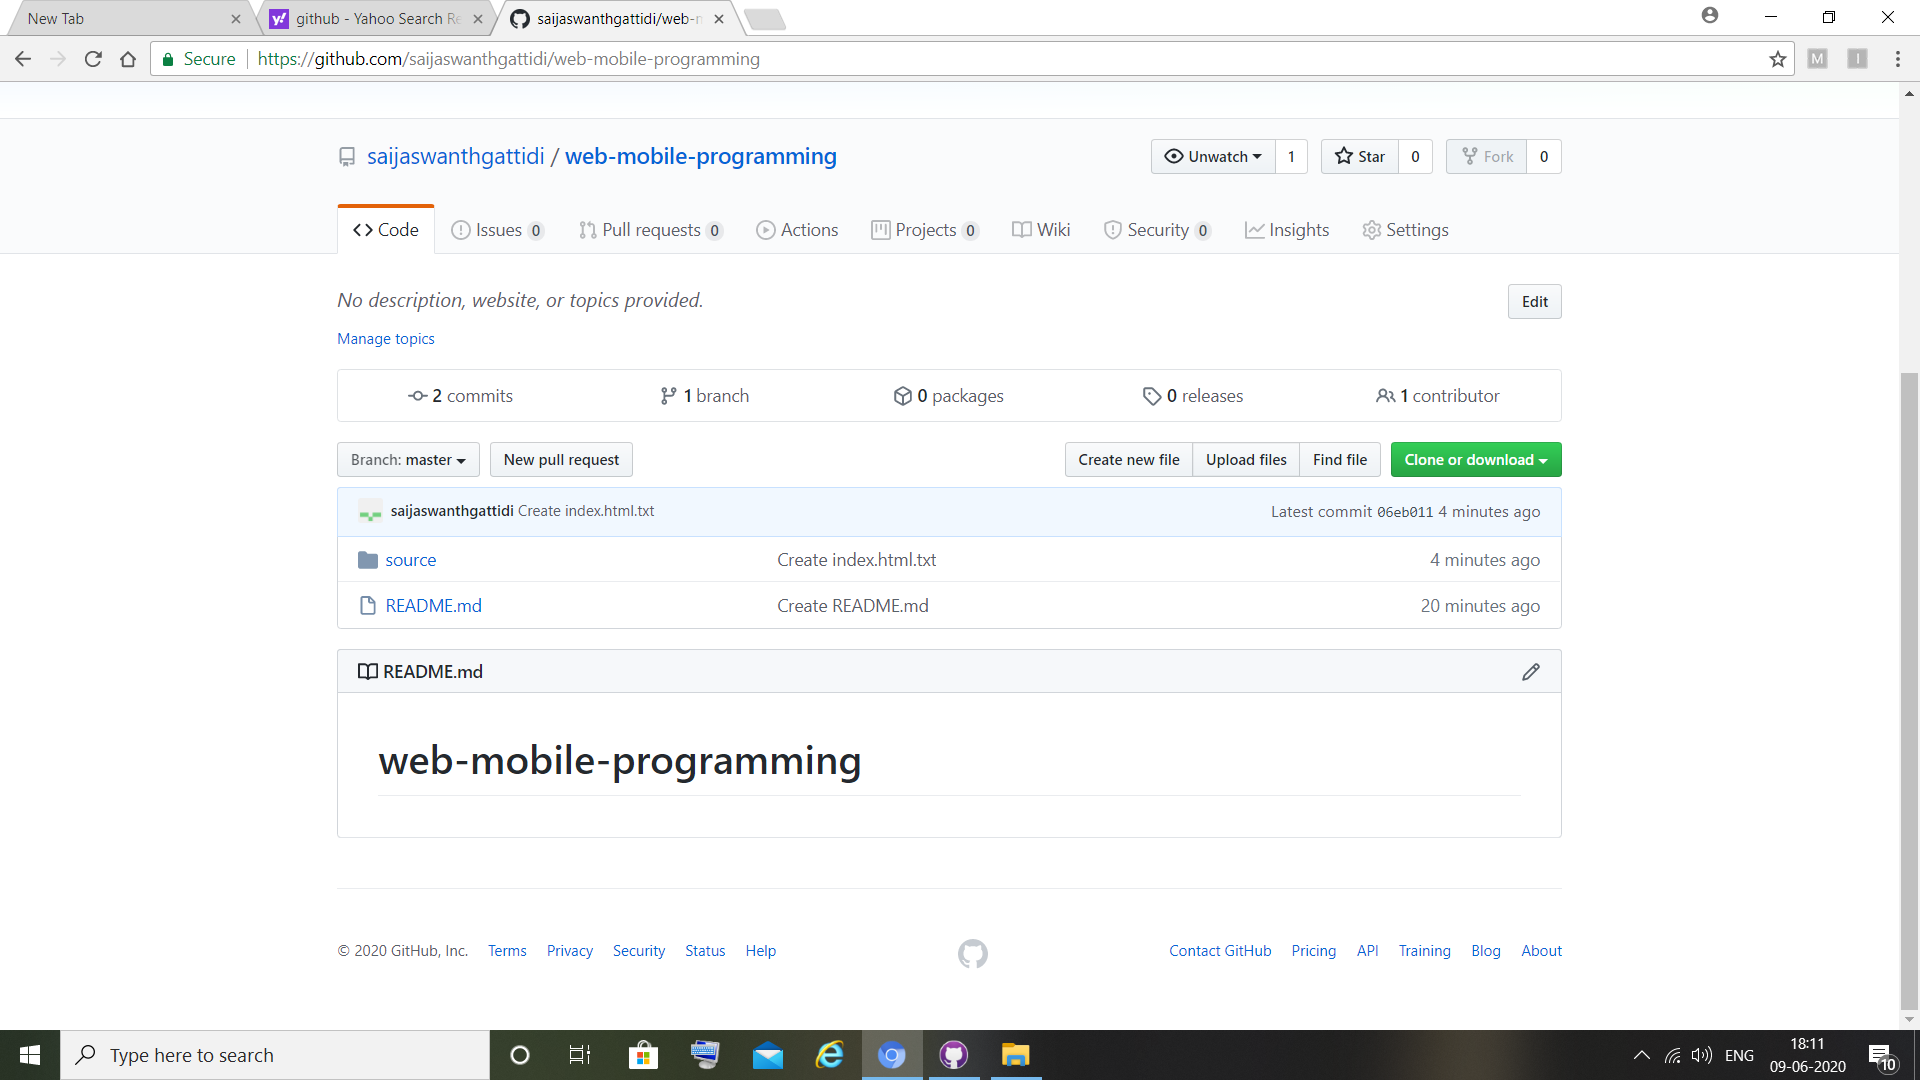 New Tab
github - Yahoo Search Re
saijaswanthgattidi/web-m
Secure
https://github.com/saijaswanthgattidi/web-mobile-programming
M
I
saijaswanthgattidi / web-mobile-programming
Unwatch 1
Star 0
Fork 0
Code
Issues 0
Pull requests 0
Actions
Projects 0
Wiki
Security 0
Insights
Settings
No description, website, or topics provided.
Edit
Manage topics
2 commits
1 branch
0 packages
0 releases
1 contributor
Branch: master
New pull request
Create new file
Upload files
Find file
Clone or download
saijaswanthgattidi Create index.html.txt
Latest commit 06eb011 4 minutes ago
source
Create index.html.txt
4 minutes ago
README.md
Create README.md
20 minutes ago
README.md
web-mobile-programming
© 2020 GitHub, Inc.
Terms
Privacy
Security
Status
Help
Contact GitHub
Pricing
API
Training
Blog
About
Type here to search
ENG
18:11
09-06-2020
10